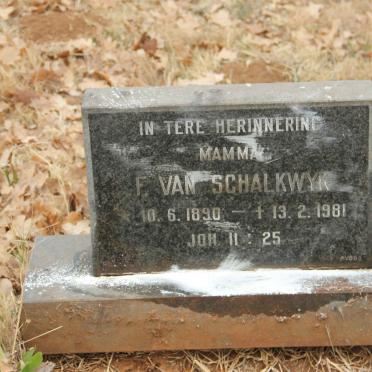 IN TERE HERINNERING
MAMMA
F. VAN SCHALKWYK
* 10. 6. 1890 — † 13. 2. 1981
JOH 11 : 25